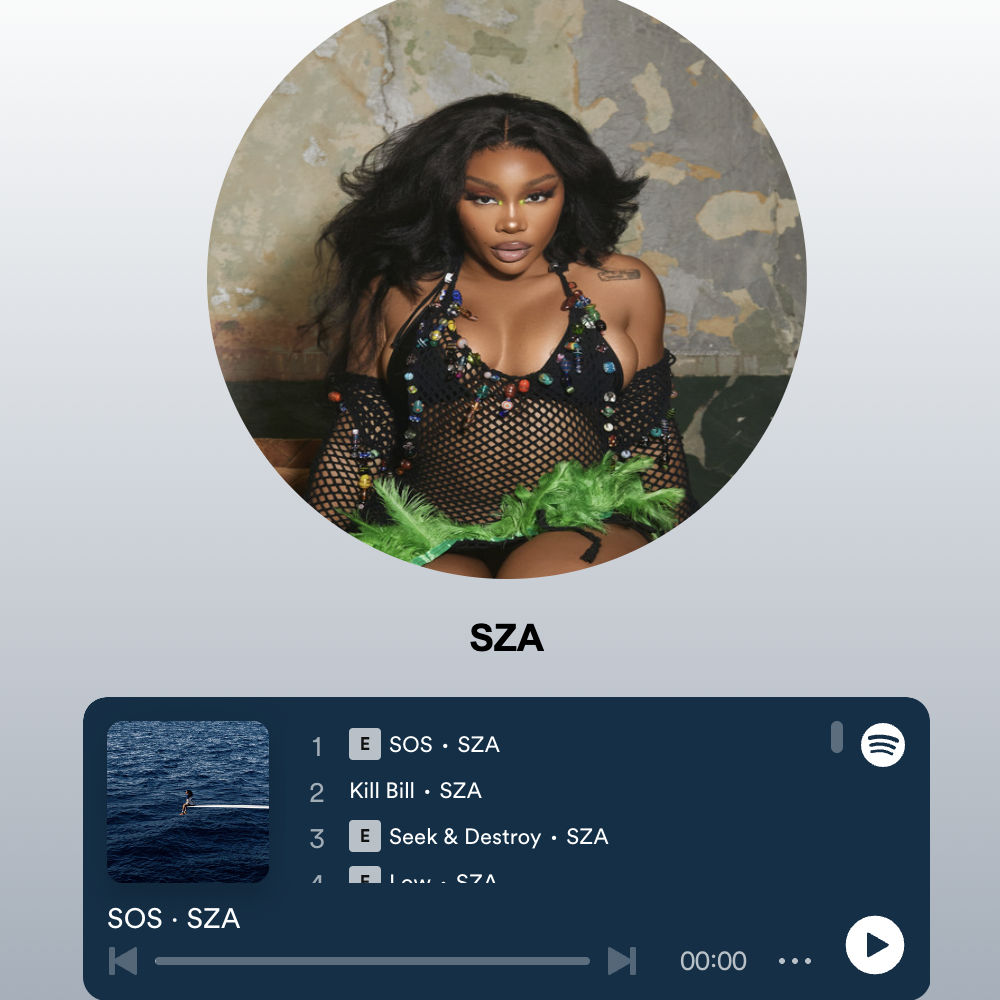 SZA
1 E SOS • SZA
2 Kill Bill • SZA
3 E Seek & Destroy • SZA
4 E Low • SZA
SOS · SZA
00:00